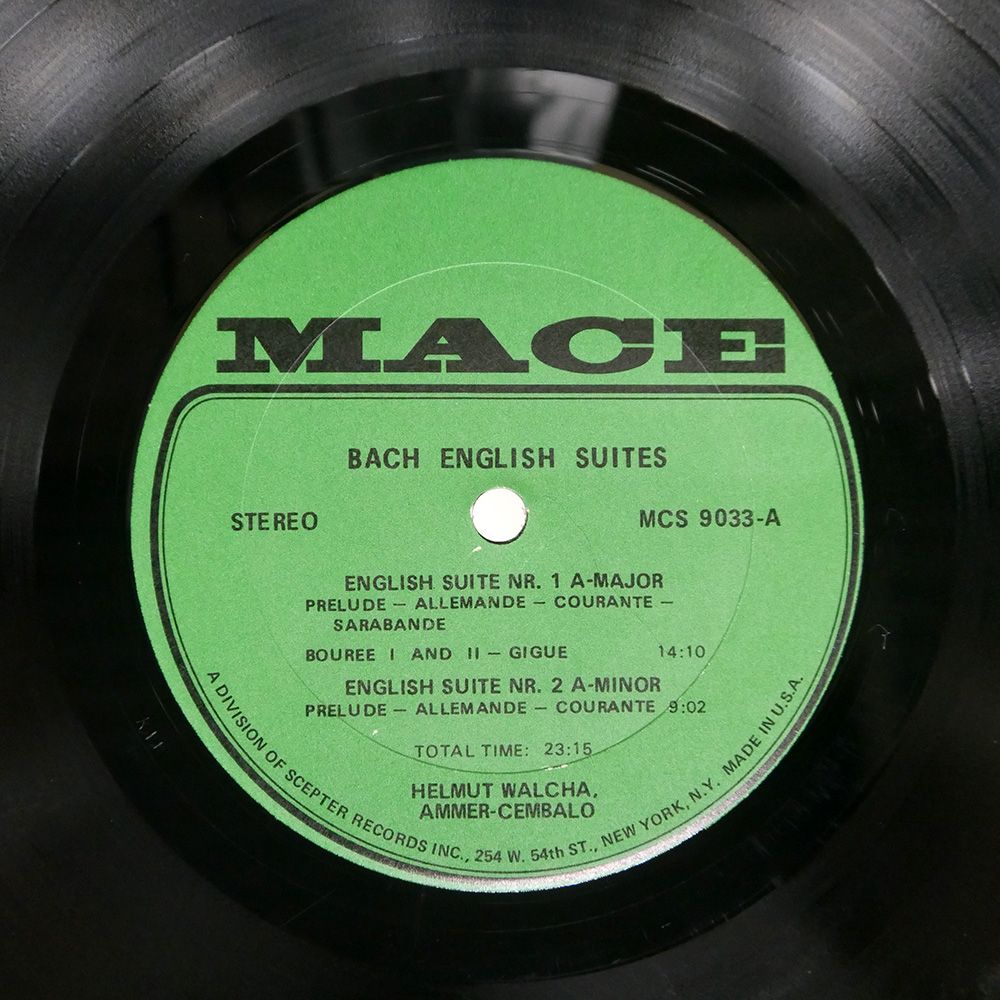 MACE
BACH ENGLISH SUITES
STEREO
MCS 9033-A
ENGLISH SUITE NR. 1 A-MAJOR
PRELUDE — ALLEMANDE — COURANTE —
SARABANDE
BOUREE I AND II — GIGUE 14:10
ENGLISH SUITE NR. 2 A-MINOR
PRELUDE — ALLEMANDE — COURANTE 9:02
TOTAL TIME: 23:15
HELMUT WALCHA,
AMMER-CEMBALO
A DIVISION OF SCEPTER RECORDS INC., 254 W. 54th ST., NEW YORK, N.Y. MADE IN U.S.A.